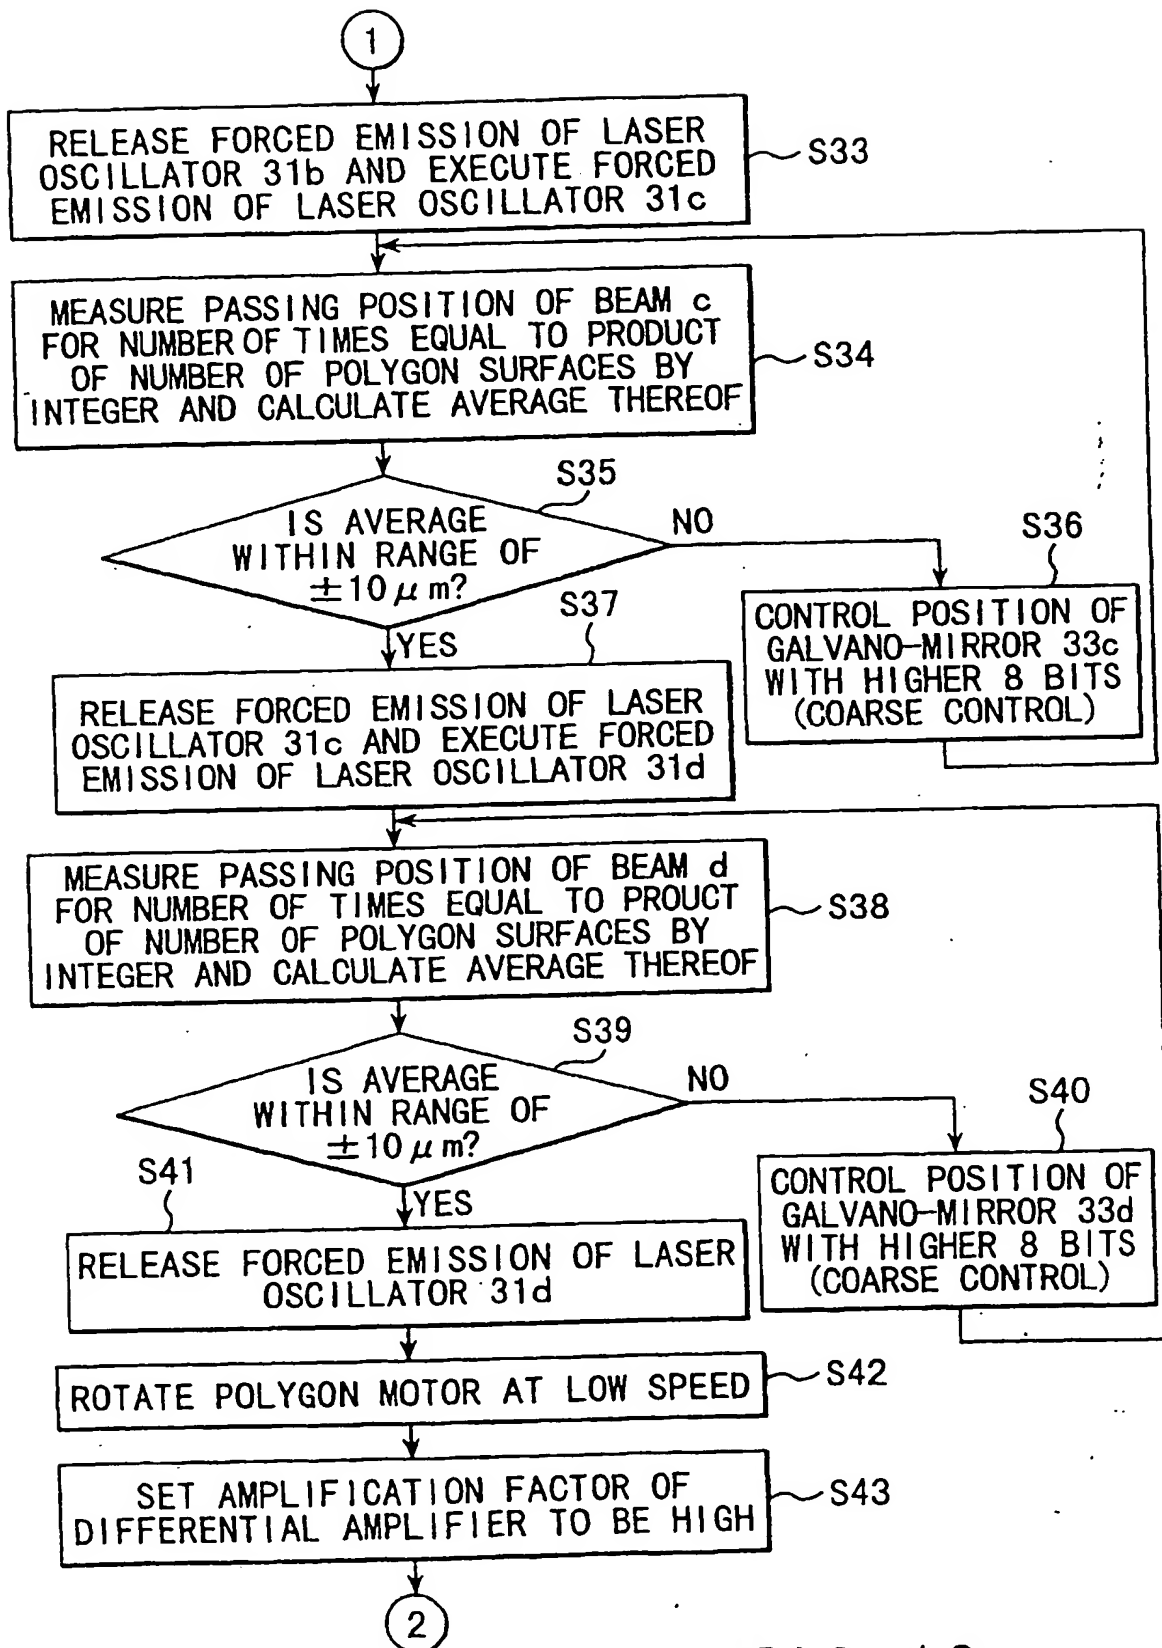 1
RELEASE FORCED EMISSION OF LASER
OSCILLATOR 31b AND EXECUTE FORCED
EMISSION OF LASER OSCILLATOR 31c
S33
MEASURE PASSING POSITION OF BEAM c
FOR NUMBER OF TIMES EQUAL TO PRODUCT
OF NUMBER OF POLYGON SURFACES BY
INTEGER AND CALCULATE AVERAGE THEREOF
S34
S35
IS AVERAGE
WITHIN RANGE OF
±10μm?
NO
S36
CONTROL POSITION OF
GALVANO-MIRROR 33c
WITH HIGHER 8 BITS
(COARSE CONTROL)
YES
S37
RELEASE FORCED EMISSION OF LASER
OSCILLATOR 31c AND EXECUTE FORCED
EMISSION OF LASER OSCILLATOR 31d
MEASURE PASSING POSITION OF BEAM d
FOR NUMBER OF TIMES EQUAL TO PROUCT
OF NUMBER OF POLYGON SURFACES BY
INTEGER AND CALCULATE AVERAGE THEREOF
S38
S39
IS AVERAGE
WITHIN RANGE OF
±10μm?
NO
S40
CONTROL POSITION OF
GALVANO-MIRROR 33d
WITH HIGHER 8 BITS
(COARSE CONTROL)
YES
S41
RELEASE FORCED EMISSION OF LASER
OSCILLATOR 31d
ROTATE POLYGON MOTOR AT LOW SPEED
S42
SET AMPLIFICATION FACTOR OF
DIFFERENTIAL AMPLIFIER TO BE HIGH
S43
2